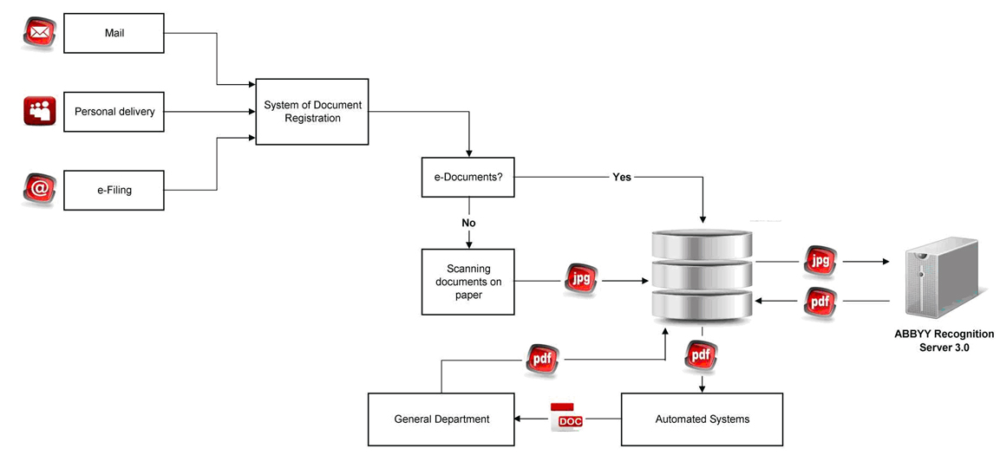 Mail
Personal delivery
@
e-Filing
System of Document
Registration
e-Documents?
Yes
No
Scanning
documents on
paper
jpg
jpg
pdf
ABBYY Recognition
Server 3.0
pdf
pdf
General Department
DOC
Automated Systems